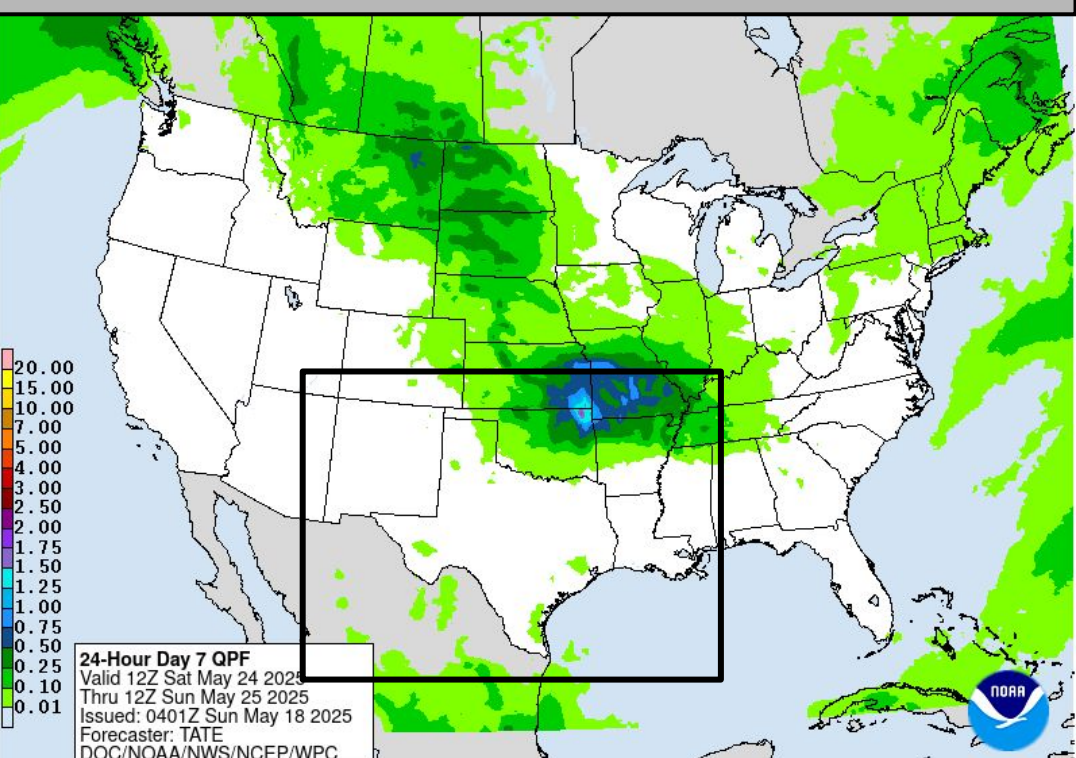 20.00
15.00
10.00
7.00
5.00
4.00
3.00
2.50
2.00
1.75
1.50
1.25
1.00
0.75
0.50
0.25
0.10
0.01
24-Hour Day 7 QPF
Valid 12Z Sat May 24 2025
Thru 12Z Sun May 25 2025
Issued: 0401Z Sun May 18 2025
Forecaster: TATE
DOC/NOAA/NWS/NCEP/WPC
NOAA